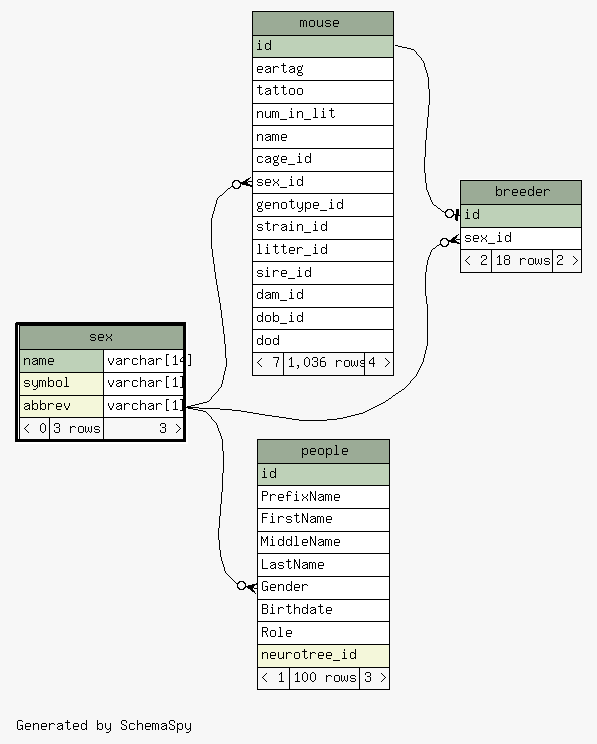 mouse
id
eartag
tattoo
num_in_lit
name
cage_id
sex_id
genotype_id
strain_id
litter_id
sire_id
dam_id
dob_id
dod
< 7 1,036 rows 4 >
breeder
id
sex_id
< 2 18 rows 2 >
sex
name varchar[14]
symbol varchar[1]
abbrev varchar[1]
< 0 3 rows 3 >
people
id
PrefixName
FirstName
MiddleName
LastName
Gender
Birthdate
Role
neurotree_id
< 1 100 rows 3 >
Generated by SchemaSpy